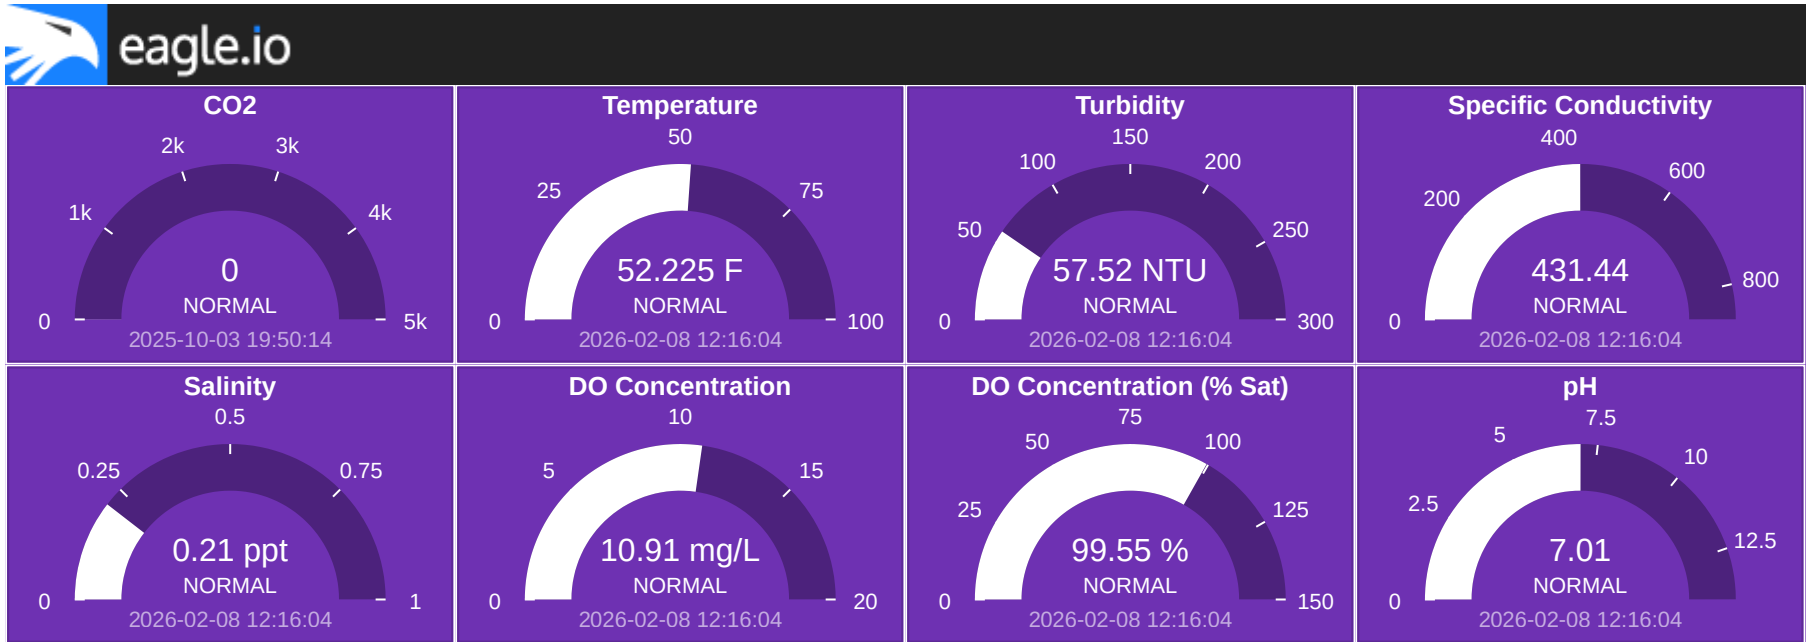 eagle.io
CO2
2k
3k
1k
4k
0
5k
0
NORMAL
2025-10-03 19:50:14
Temperature
50
25
75
0
100
52.225 F
NORMAL
2026-02-08 12:16:04
Turbidity
150
100
200
50
250
0
300
57.52 NTU
NORMAL
2026-02-08 12:16:04
Specific Conductivity
400
600
200
800
0
431.44
NORMAL
2026-02-08 12:16:04
Salinity
0.5
0.25
0.75
0
1
0.21 ppt
NORMAL
2026-02-08 12:16:04
DO Concentration
10
5
15
0
20
10.91 mg/L
NORMAL
2026-02-08 12:16:04
DO Concentration (% Sat)
75
50
100
25
125
0
150
99.55 %
NORMAL
2026-02-08 12:16:04
pH
7.5
5
10
2.5
12.5
0
7.01
NORMAL
2026-02-08 12:16:04